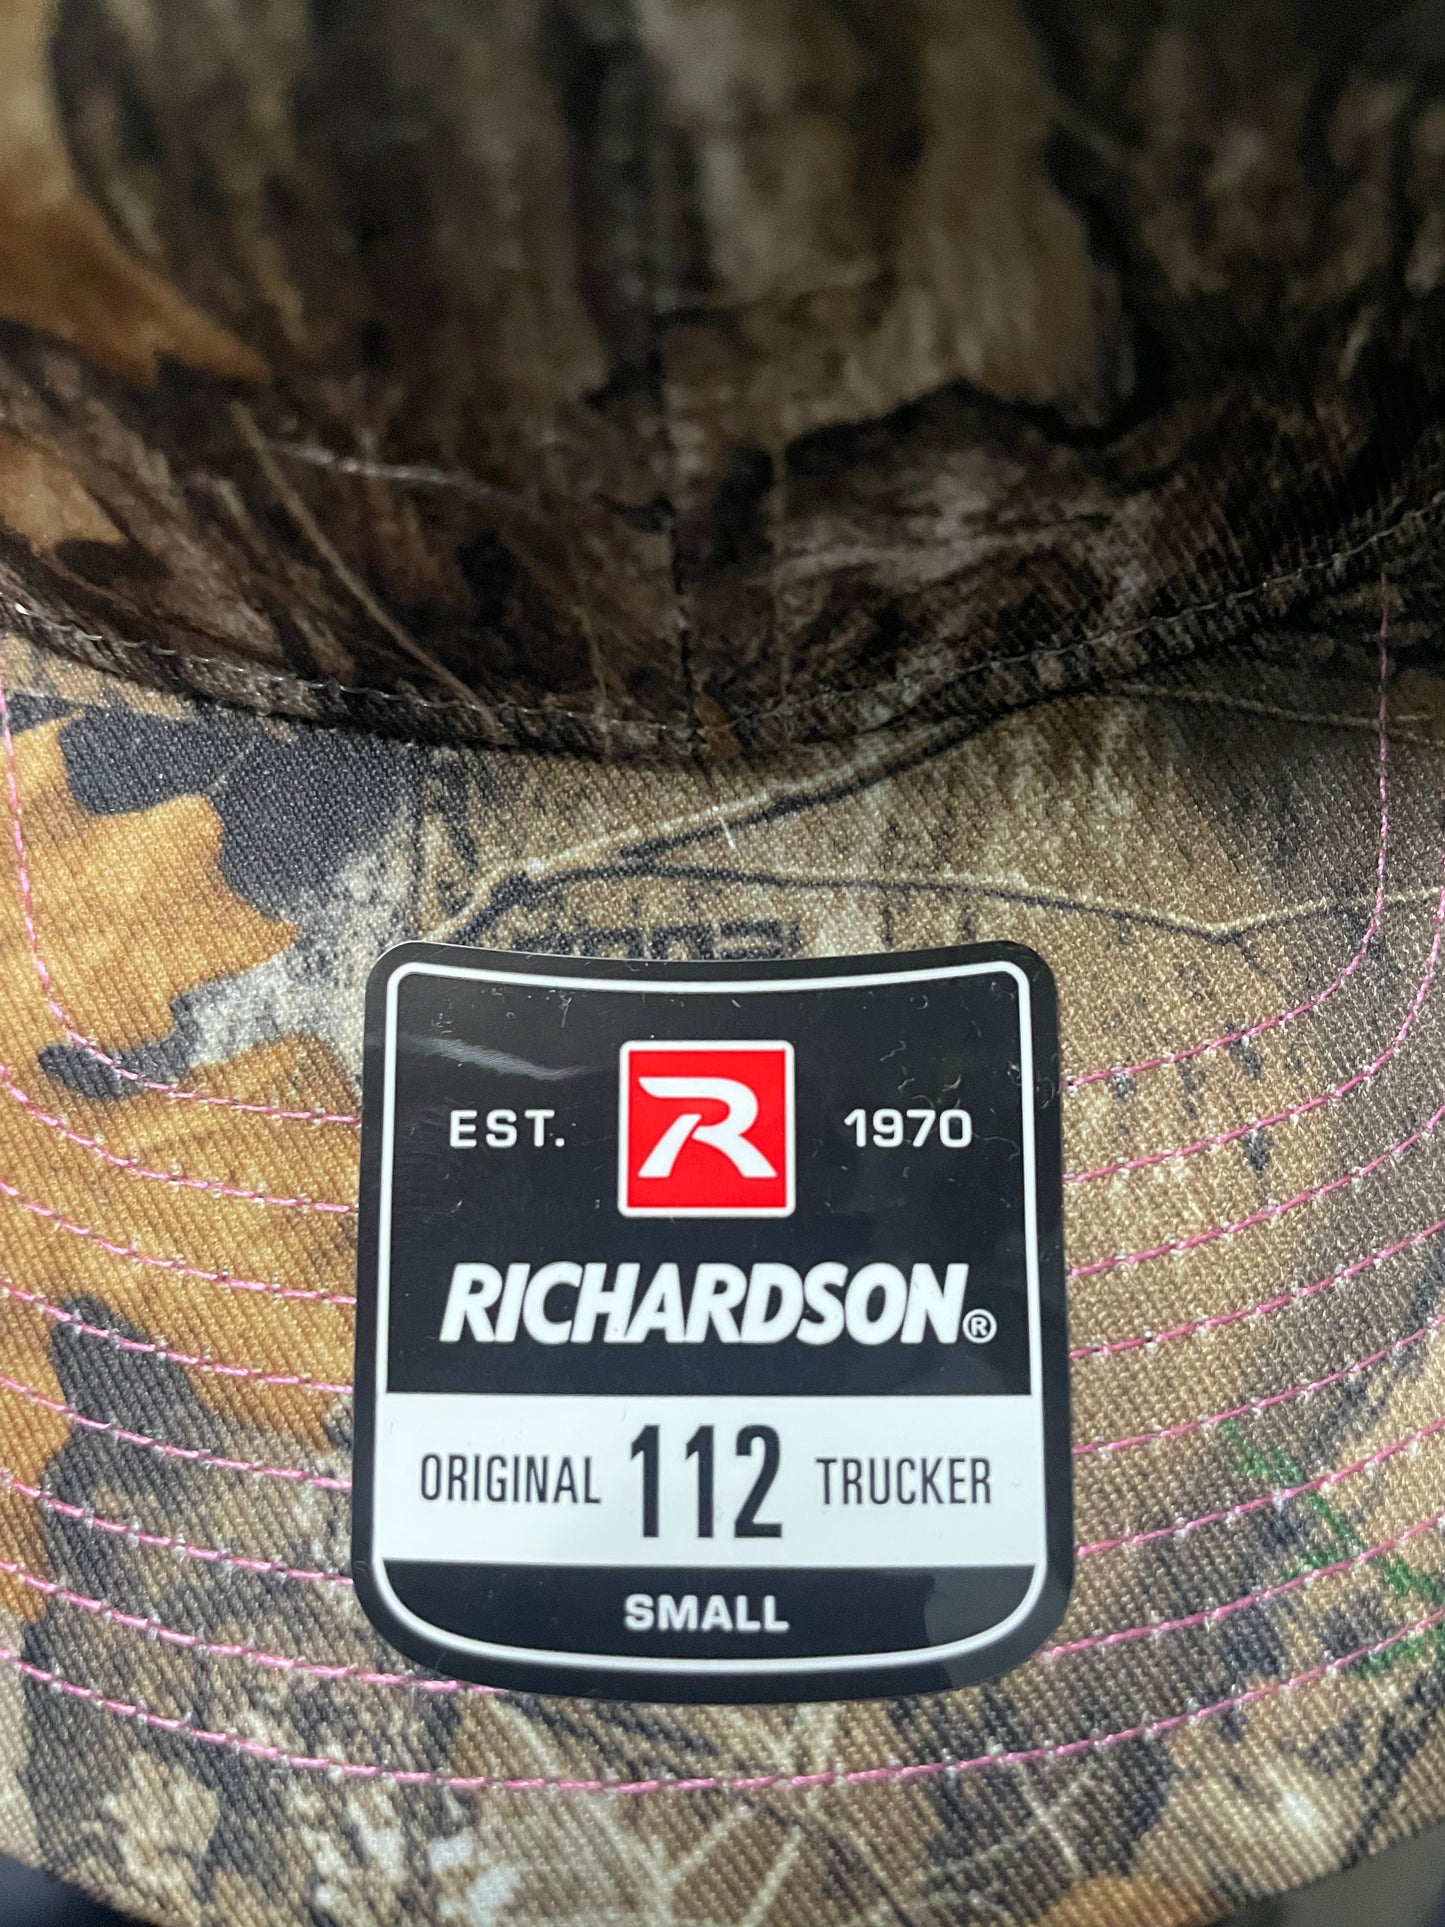 EST. R 1970
RICHARDSON®
ORIGINAL 112 TRUCKER
SMALL